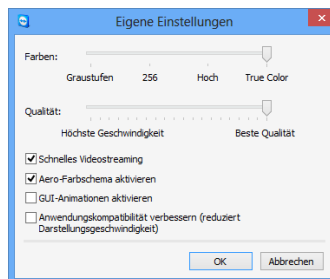 Eigene Einstellungen
Farben:
Graustufen 256 Hoch True Color
Qualität:
Höchste Geschwindigkeit Beste Qualität
Schnelles Videostreaming
Aero-Farbschema aktivieren
GUI-Animationen aktivieren
Anwendungskompatibilität verbessern (reduziert
Darstellungsgeschwindigkeit)
OK Abbrechen